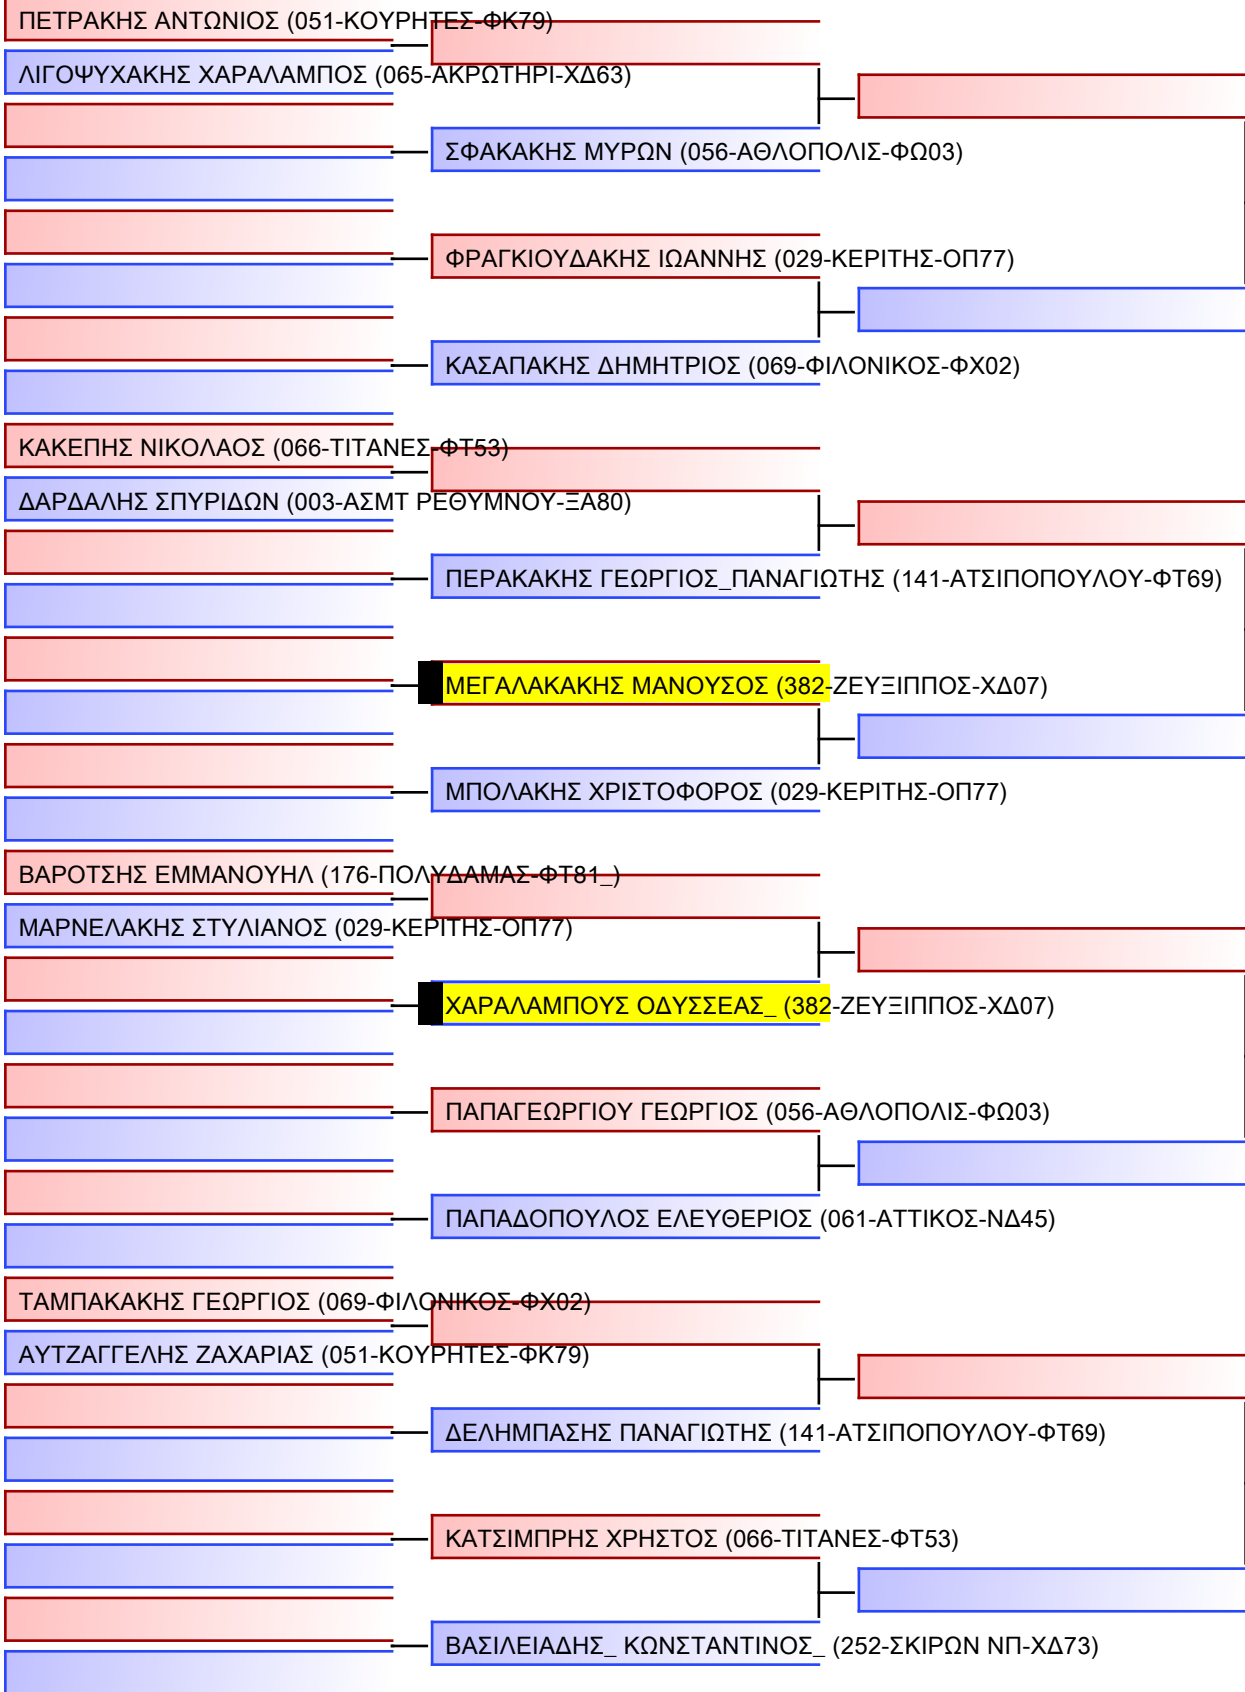 ΠΕΤΡΑΚΗΣ ΑΝΤΩΝΙΟΣ (051-ΚΟΥΡΗΤΕΣ-ΦΚ79)
ΛΙΓΟΨΥΧΑΚΗΣ ΧΑΡΑΛΑΜΠΟΣ (065-ΑΚΡΩΤΗΡΙ-ΧΔ63)
ΣΦΑΚΑΚΗΣ ΜΥΡΩΝ (056-ΑΘΛΟΠΟΛΙΣ-ΦΩ03)
ΦΡΑΓΚΙΟΥΔΑΚΗΣ ΙΩΑΝΝΗΣ (029-ΚΕΡΙΤΗΣ-ΟΠ77)
ΚΑΣΑΠΑΚΗΣ ΔΗΜΗΤΡΙΟΣ (069-ΦΙΛΟΝΙΚΟΣ-ΦΧ02)
ΚΑΚΕΠΗΣ ΝΙΚΟΛΑΟΣ (066-ΤΙΤΑΝΕΣ-ΦΤ53)
ΔΑΡΔΑΛΗΣ ΣΠΥΡΙΔΩΝ (003-ΑΣΜΤ ΡΕΘΥΜΝΟΥ-ΞΑ80)
ΠΕΡΑΚΑΚΗΣ ΓΕΩΡΓΙΟΣ_ΠΑΝΑΓΙΩΤΗΣ (141-ΑΤΣΙΠΟΠΟΥΛΟΥ-ΦΤ69)
ΜΕΓΑΛΑΚΑΚΗΣ ΜΑΝΟΥΣΟΣ (382-ΖΕΥΞΙΠΠΟΣ-ΧΔ07)
ΜΠΟΛΑΚΗΣ ΧΡΙΣΤΟΦΟΡΟΣ (029-ΚΕΡΙΤΗΣ-ΟΠ77)
ΒΑΡΟΤΣΗΣ ΕΜΜΑΝΟΥΗΛ (176-ΠΟΛΥΔΑΜΑΣ-ΦΤ81_)
ΜΑΡΝΕΛΑΚΗΣ ΣΤΥΛΙΑΝΟΣ (029-ΚΕΡΙΤΗΣ-ΟΠ77)
ΧΑΡΑΛΑΜΠΟΥΣ ΟΔΥΣΣΕΑΣ_ (382-ΖΕΥΞΙΠΠΟΣ-ΧΔ07)
ΠΑΠΑΓΕΩΡΓΙΟΥ ΓΕΩΡΓΙΟΣ (056-ΑΘΛΟΠΟΛΙΣ-ΦΩ03)
ΠΑΠΑΔΟΠΟΥΛΟΣ ΕΛΕΥΘΕΡΙΟΣ (061-ΑΤΤΙΚΟΣ-ΝΔ45)
ΤΑΜΠΑΚΑΚΗΣ ΓΕΩΡΓΙΟΣ (069-ΦΙΛΟΝΙΚΟΣ-ΦΧ02)
ΑΥΤΖΑΓΓΕΛΗΣ ΖΑΧΑΡΙΑΣ (051-ΚΟΥΡΗΤΕΣ-ΦΚ79)
ΔΕΛΗΜΠΑΣΗΣ ΠΑΝΑΓΙΩΤΗΣ (141-ΑΤΣΙΠΟΠΟΥΛΟΥ-ΦΤ69)
ΚΑΤΣΙΜΠΡΗΣ ΧΡΗΣΤΟΣ (066-ΤΙΤΑΝΕΣ-ΦΤ53)
ΒΑΣΙΛΕΙΑΔΗΣ_ ΚΩΝΣΤΑΝΤΙΝΟΣ_ (252-ΣΚΙΡΩΝ ΝΠ-ΧΔ73)